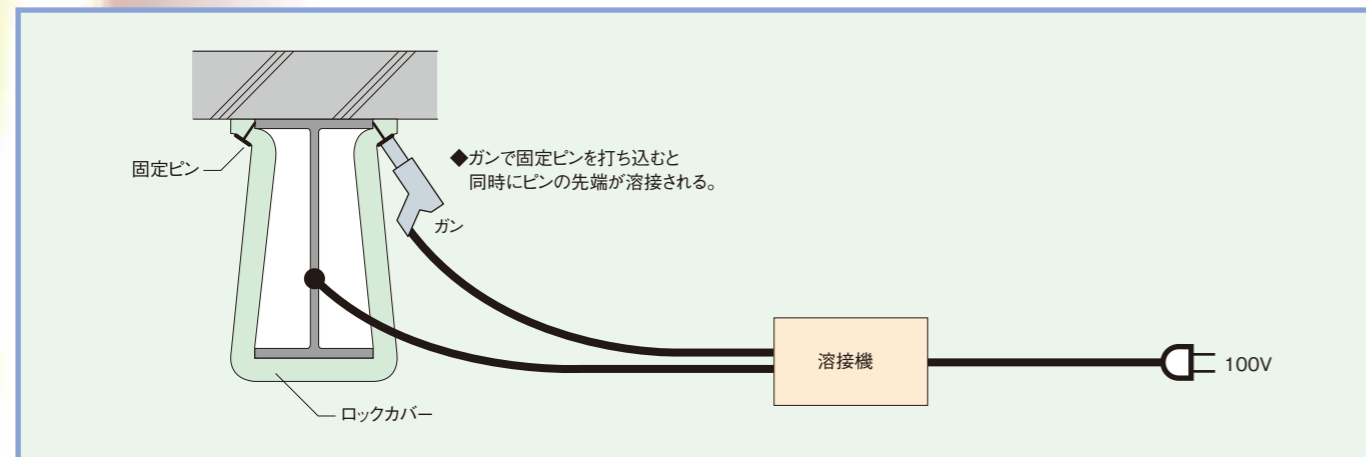 固定ピン
◆ガンで固定ピンを打ち込むと
同時にピンの先端が溶接される。
ガン
溶接機
100V
ロックカバー